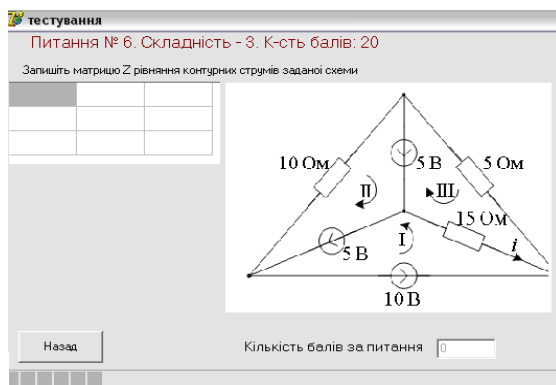 тестування
Питання № 6. Складність - 3. К-сть балів: 20
Запишіть матрицю Z рівняння контурних струмів заданої схеми
10 Ом
5 В
5 Ом
II
III
15 Ом
I
5 В
i
10 В
Назад
Кількість балів за питання
0